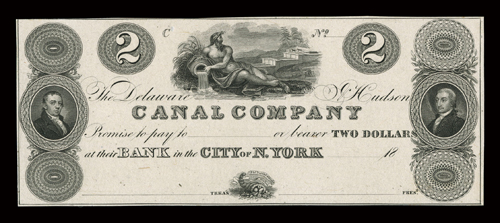 2 C No. 2
The Delaware & Hudson
CANAL COMPANY
Promise to pay to or bearer TWO DOLLARS
at their BANK in the CITY OF N. YORK 18
TREAS. PRES.